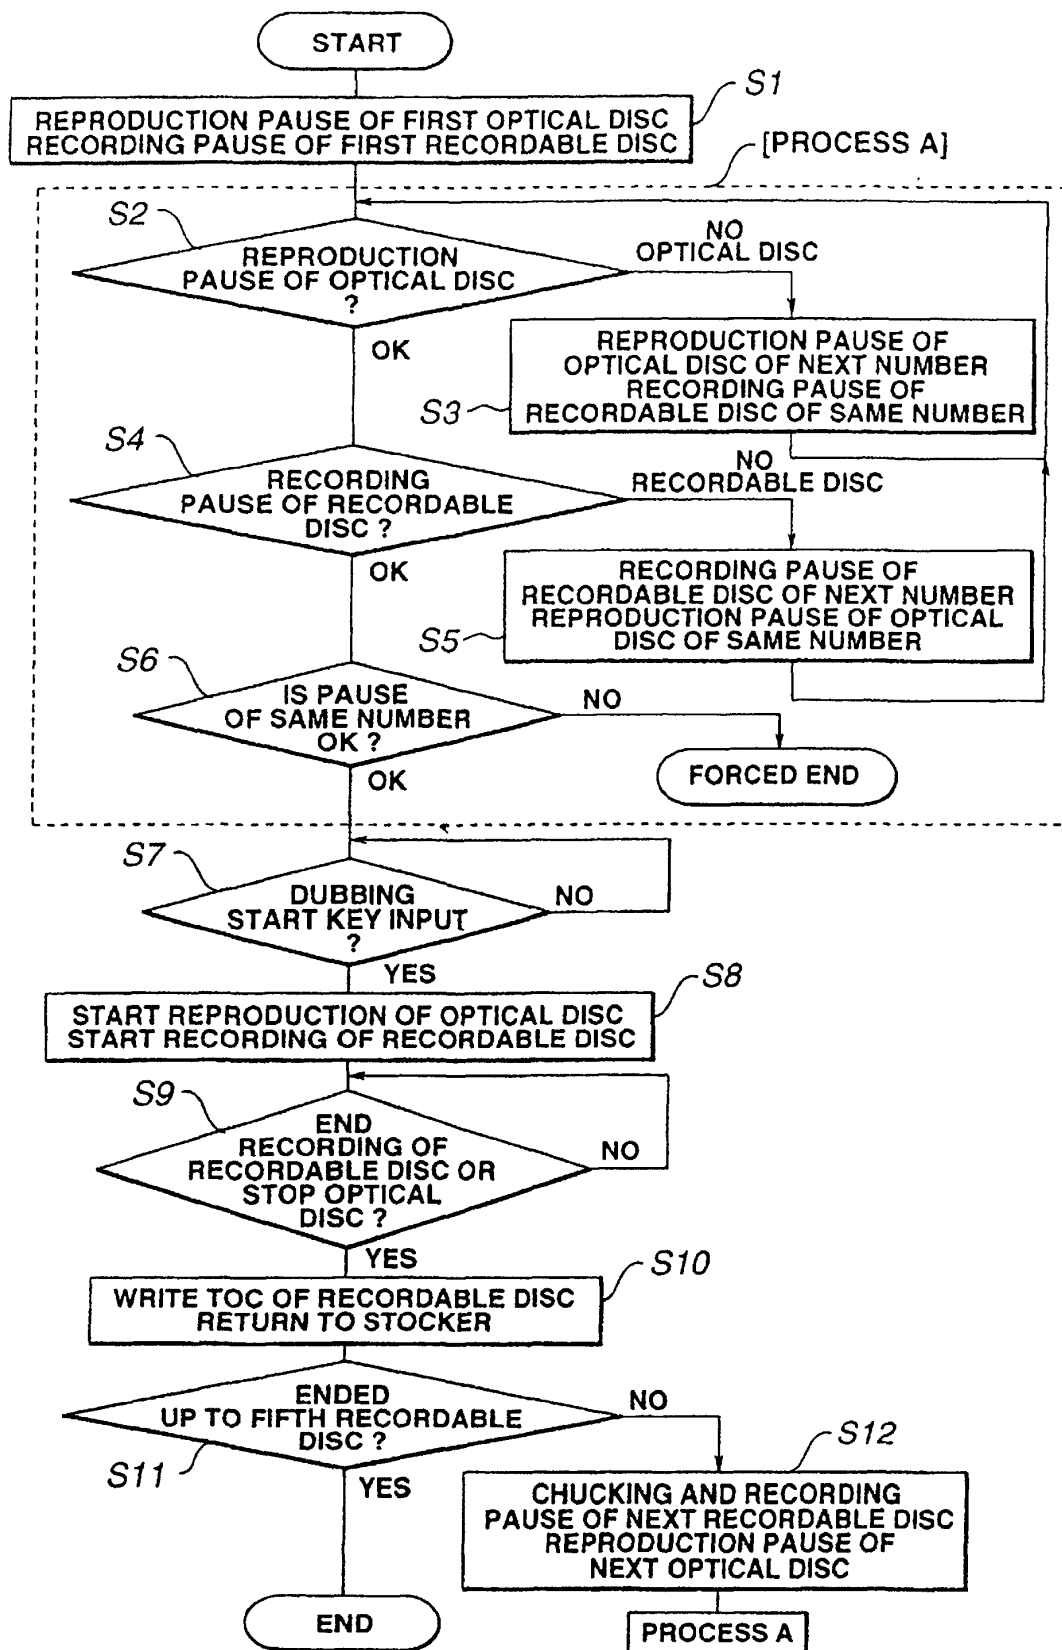 START
S1
REPRODUCTION PAUSE OF FIRST OPTICAL DISC
RECORDING PAUSE OF FIRST RECORDABLE DISC
[PROCESS A]
S2
REPRODUCTION
PAUSE OF OPTICAL DISC
?
NO
OPTICAL DISC
OK
S3
REPRODUCTION PAUSE OF
OPTICAL DISC OF NEXT NUMBER
RECORDING PAUSE OF
RECORDABLE DISC OF SAME NUMBER
S4
RECORDING
PAUSE OF RECORDABLE
DISC ?
NO
RECORDABLE DISC
OK
S5
RECORDING PAUSE OF
RECORDABLE DISC OF NEXT NUMBER
REPRODUCTION PAUSE OF OPTICAL
DISC OF SAME NUMBER
S6
IS PAUSE
OF SAME NUMBER
OK ?
NO
FORCED END
OK
S7
DUBBING
START KEY INPUT
?
NO
YES
S8
START REPRODUCTION OF OPTICAL DISC
START RECORDING OF RECORDABLE DISC
S9
END
RECORDING OF
RECORDABLE DISC OR
STOP OPTICAL
DISC ?
NO
YES
S10
WRITE TOC OF RECORDABLE DISC
RETURN TO STOCKER
ENDED
UP TO FIFTH RECORDABLE
DISC ?
S11
NO
YES
S12
CHUCKING AND RECORDING
PAUSE OF NEXT RECORDABLE DISC
REPRODUCTION PAUSE OF
NEXT OPTICAL DISC
END
PROCESS A